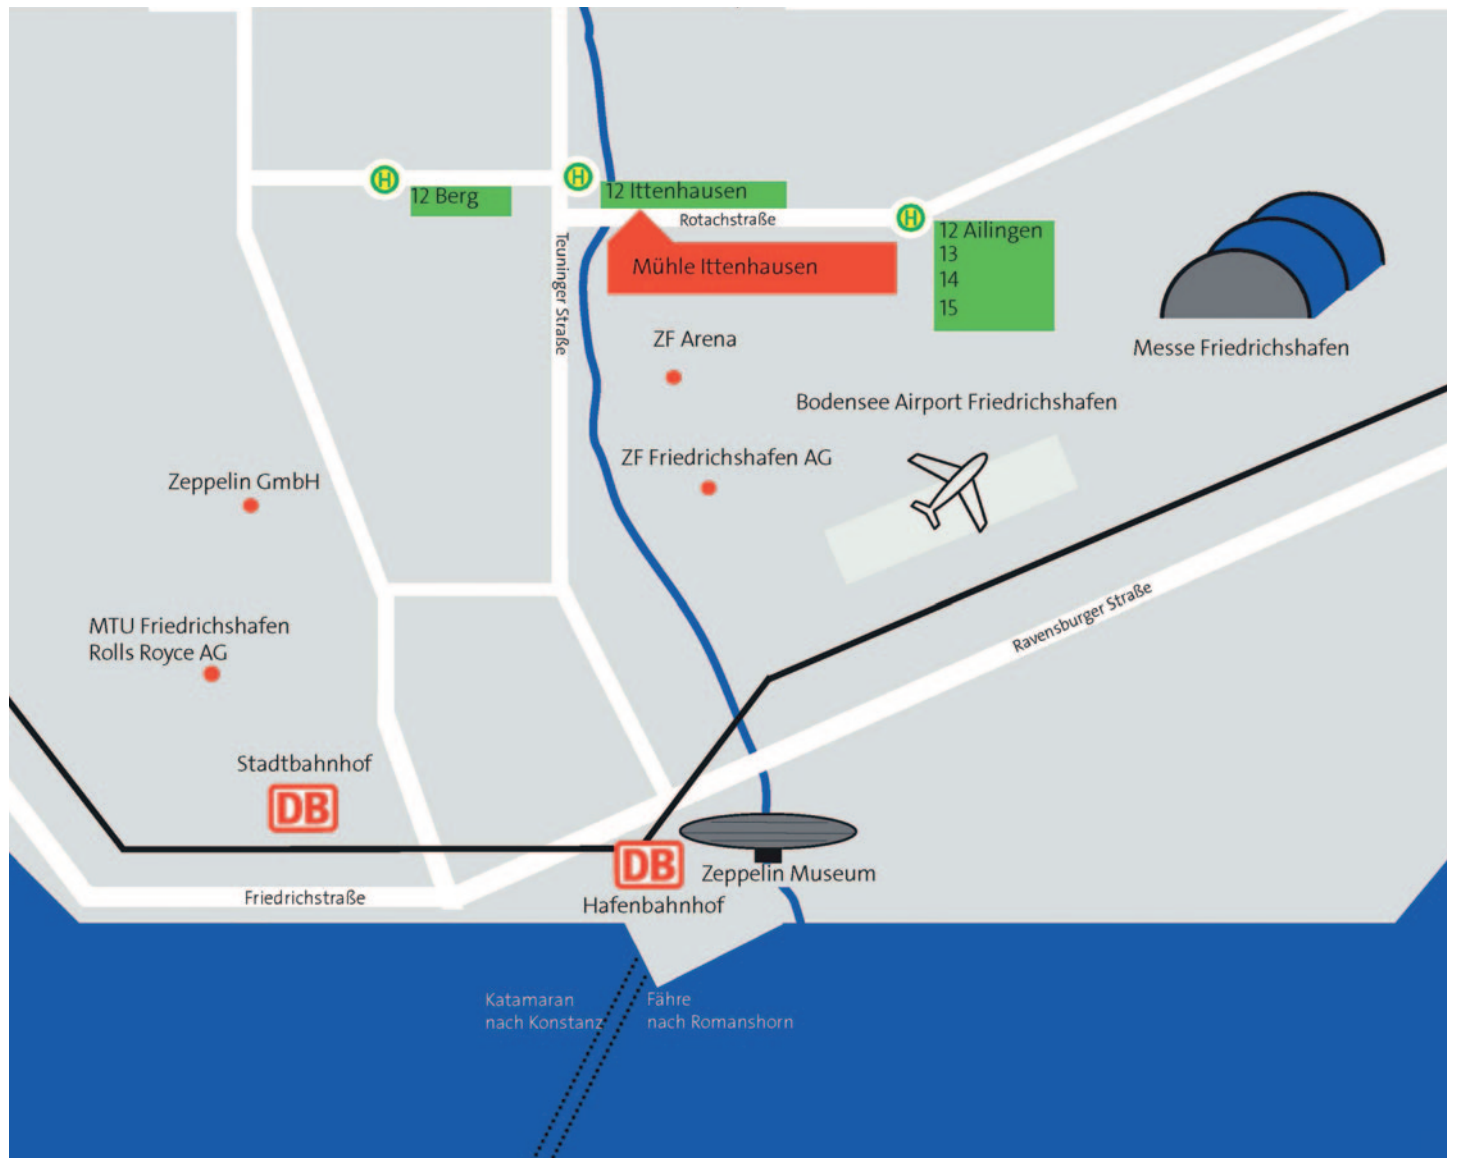 H
H
12 Berg
12 Ittenhausen
Rotachstraße
H
12 Ailingen
13
14
15
Teuninger Straße
Mühle Ittenhausen
ZF Arena
Messe Friedrichshafen
Bodensee Airport Friedrichshafen
ZF Friedrichshafen AG
Zeppelin GmbH
Ravensburger Straße
MTU Friedrichshafen
Rolls Royce AG
Stadtbahnhof
DB
DB
Zeppelin Museum
Friedrichstraße
Hafenbahnhof
Katamaran
nach Konstanz
Fähre
nach Romanshorn